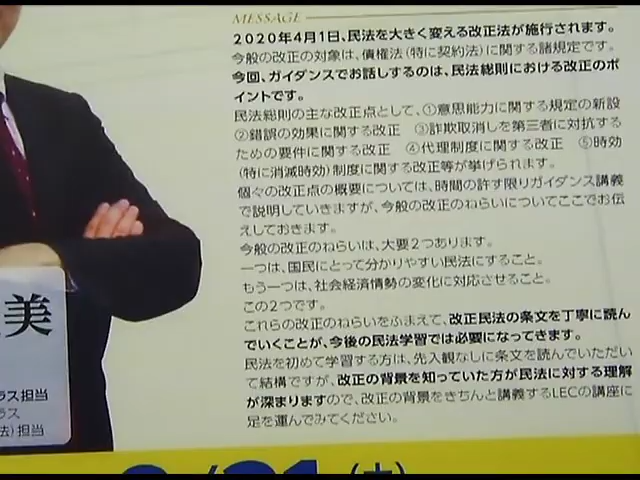 MESSAGE
2020年4月1日、民法を大きく変える改正法が施行されます。
今般の改正の対象は、債権法(特に契約法)に関する諸規定です。
今回、ガイダンスでお話しするのは、民法総則における改正のポ
イントです。
民法総則の主な改正点として、①意思能力に関する規定の新設
②錯誤の効果に関する改正 ③詐欺取消しを第三者に対抗する
ための要件に関する改正 ④代理制度に関する改正 ⑤時効
(特に消滅時効)制度に関する改正等が挙げられます。
個々の改正点の概要については、時間の許す限りガイダンス講義
で説明していきますが、今般の改正のねらいについてここでお伝
えしておきます。
今般の改正のねらいは、大要2つあります。
一つは、国民にとって分かりやすい民法にすること。
もう一つは、社会経済情勢の変化に対応させること。
この2つです。
これらの改正のねらいをふまえて、改正民法の条文を丁寧に読ん
でいくことが、今後の民法学習では必要になってきます。
民法を初めて学習する方は、先入観なしに条文を読んでいただい
て結構ですが、改正の背景を知っていた方が民法に対する理解
が深まりますので、改正の背景をきちんと講義するLECの講座に
足を運んでみてください。
美
ラス担当
ラス
法)担当
(土)